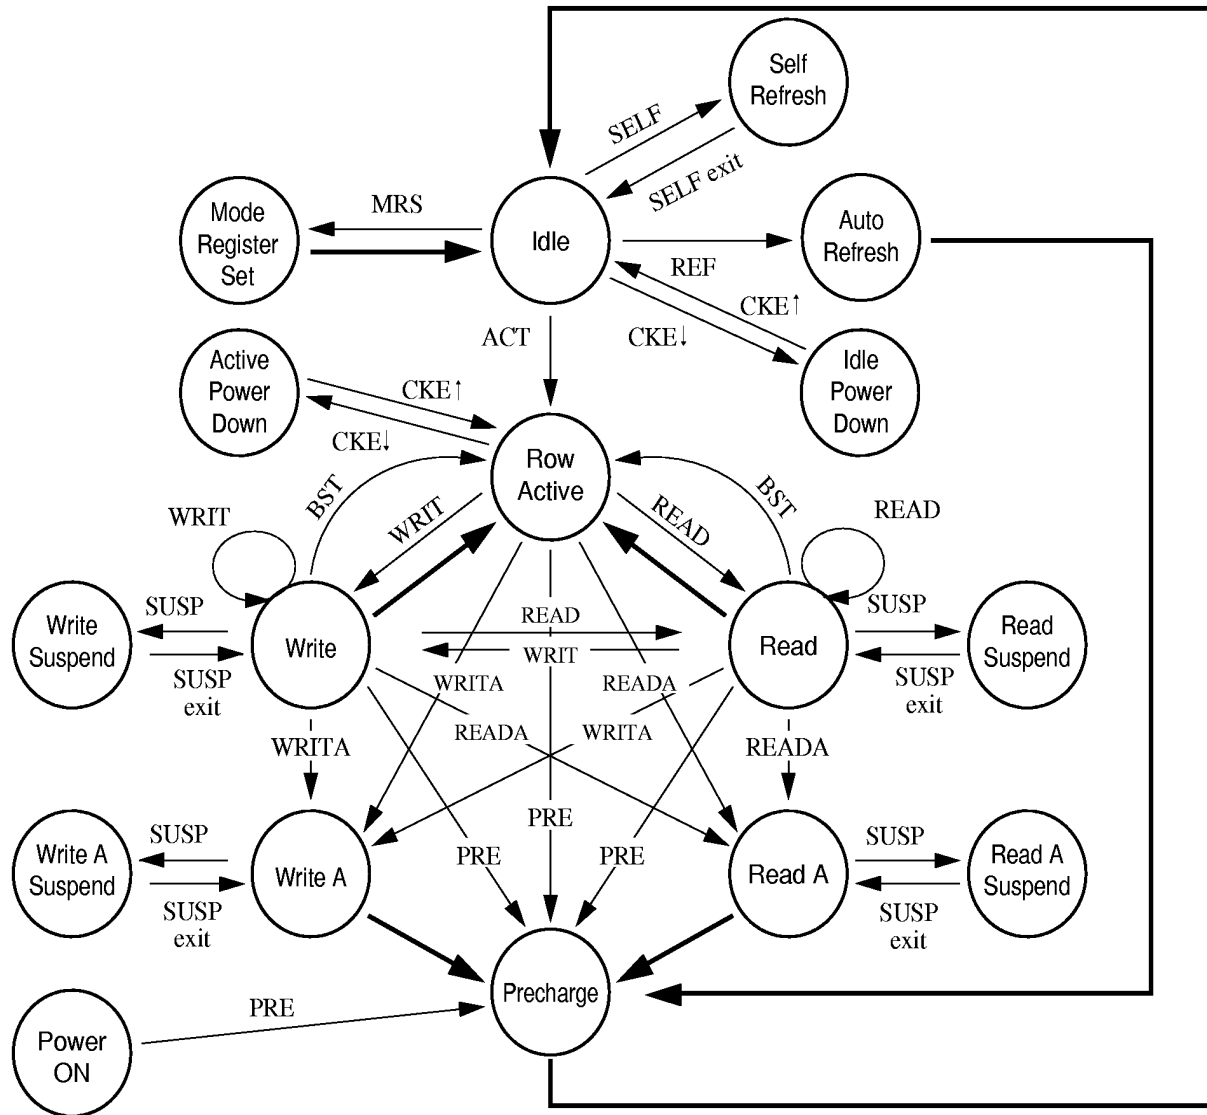 Self
Refresh
SELF
SELF exit
Mode
Register
Set
MRS
Idle
Auto
Refresh
REF
CKE↑
CKE↓
ACT
Idle
Power
Down
Active
Power
Down
CKE↑
CKE↓
Row
Active
BST
WRIT
READ
BST
WRIT
READ
Write
Suspend
SUSP
SUSP
exit
Write
READ
WRIT
Read
SUSP
SUSP
exit
Read
Suspend
WRITA
READA
WRITA
READA
WRITA
READA
PRE
PRE
PRE
Write A
Suspend
SUSP
SUSP
exit
Write A
Read A
SUSP
SUSP
exit
Read A
Suspend
Precharge
PRE
Power
ON